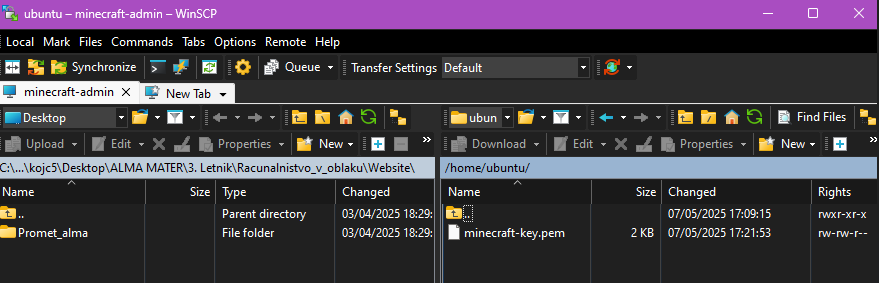 ubuntu – minecraft-admin – WinSCP
Local Mark Files Commands Tabs Options Remote Help
Synchronize Queue Transfer Settings Default
minecraft-admin × New Tab
Desktop ubun Find Files
Upload Edit Properties New » Download Edit Properties New »
C:\...\kojc5\Desktop\ALMA MATER\3. Letnik\Racunalnistvo_v_oblaku\Website\ /home/ubuntu/
Name Size Type Changed Name Size Changed Rights
.. Parent directory 03/04/2025 18:29: .. 07/05/2025 17:09:15 rwxr-xr-x
Promet_alma File folder 03/04/2025 18:29: minecraft-key.pem 2 KB 07/05/2025 17:21:53 rw-rw-r--